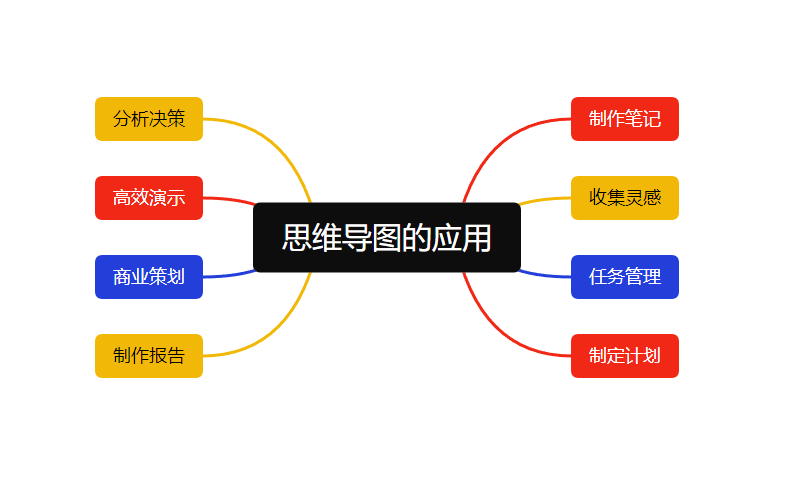 思维导图的应用
制作笔记
收集灵感
任务管理
制定计划
分析决策
高效演示
商业策划
制作报告